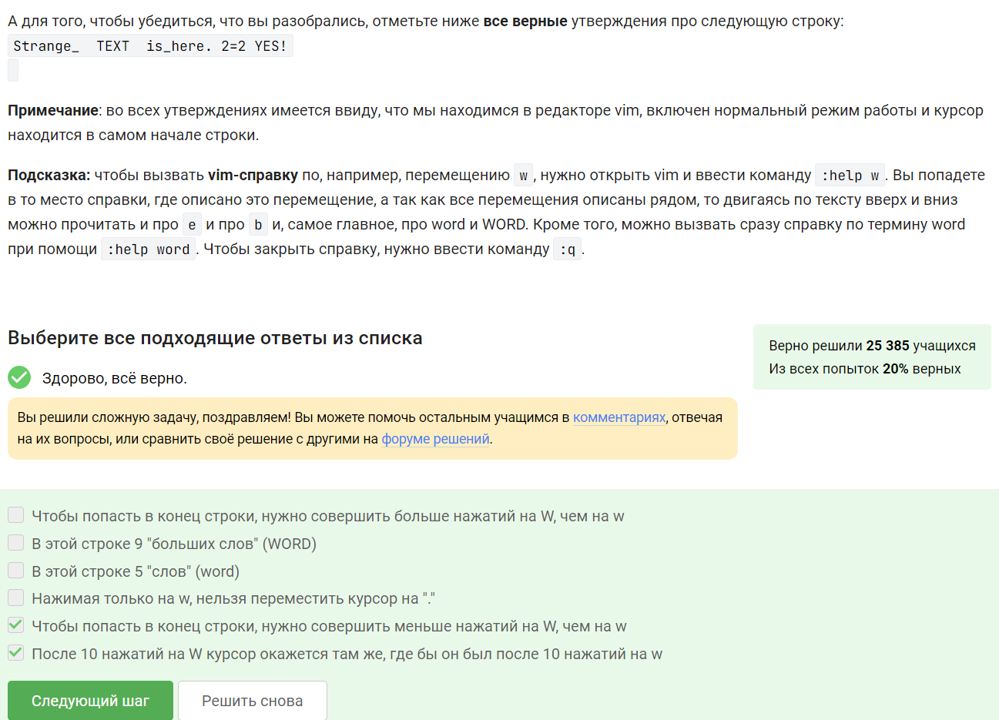 А для того, чтобы убедиться, что вы разобрались, отметьте ниже все верные утверждения про следующую строку:
Strange_  TEXT  is_here. 2=2 YES!
Примечание: во всех утверждениях имеется ввиду, что мы находимся в редакторе vim, включен нормальный режим работы и курсор
находится в самом начале строки.
Подсказка: чтобы вызвать vim-справку по, например, перемещению w, нужно открыть vim и ввести команду :help w. Вы попадете
в то место справки, где описано это перемещение, а так как все перемещения описаны рядом, то двигаясь по тексту вверх и вниз
можно прочитать и про e и про b и, самое главное, про word и WORD. Кроме того, можно вызвать сразу справку по термину word
при помощи :help word. Чтобы закрыть справку, нужно ввести команду :q.
Выберите все подходящие ответы из списка
Верно решили 25 385 учащихся
Из всех попыток 20% верных
Здорово, всё верно.
Вы решили сложную задачу, поздравляем! Вы можете помочь остальным учащимся в комментариях, отвечая
на их вопросы, или сравнить своё решение с другими на форуме решений.
Чтобы попасть в конец строки, нужно совершить больше нажатий на W, чем на w
В этой строке 9 "больших слов" (WORD)
В этой строке 5 "слов" (word)
Нажимая только на w, нельзя переместить курсор на "."
Чтобы попасть в конец строки, нужно совершить меньше нажатий на W, чем на w
После 10 нажатий на W курсор окажется там же, где бы он был после 10 нажатий на w
Следующий шаг
Решить снова